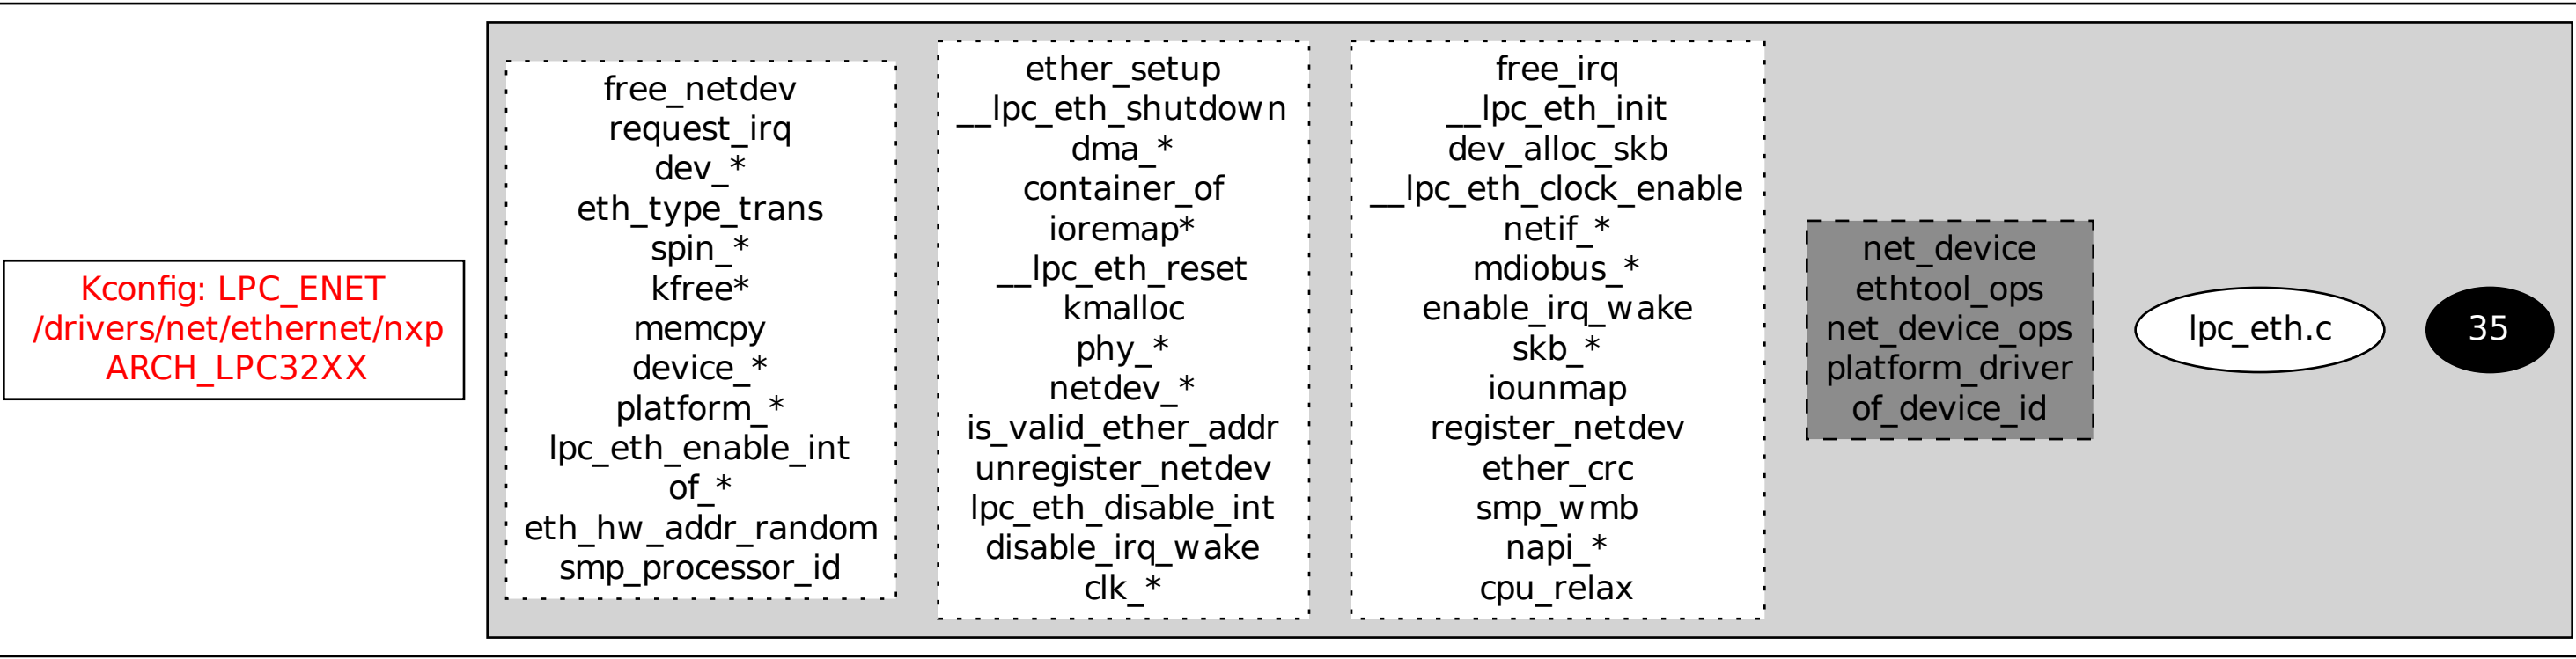 Kconfig: LPC_ENET
/drivers/net/ethernet/nxp
ARCH_LPC32XX
free_netdev
request_irq
dev_*
eth_type_trans
spin_*
kfree*
memcpy
device_*
platform_*
lpc_eth_enable_int
of_*
eth_hw_addr_random
smp_processor_id
ether_setup
__lpc_eth_shutdown
dma_*
container_of
ioremap*
__lpc_eth_reset
kmalloc
phy_*
netdev_*
is_valid_ether_addr
unregister_netdev
lpc_eth_disable_int
disable_irq_wake
clk_*
free_irq
__lpc_eth_init
dev_alloc_skb
__lpc_eth_clock_enable
netif_*
mdiobus_*
enable_irq_wake
skb_*
iounmap
register_netdev
ether_crc
smp_wmb
napi_*
cpu_relax
net_device
ethtool_ops
net_device_ops
platform_driver
of_device_id
lpc_eth.c
35